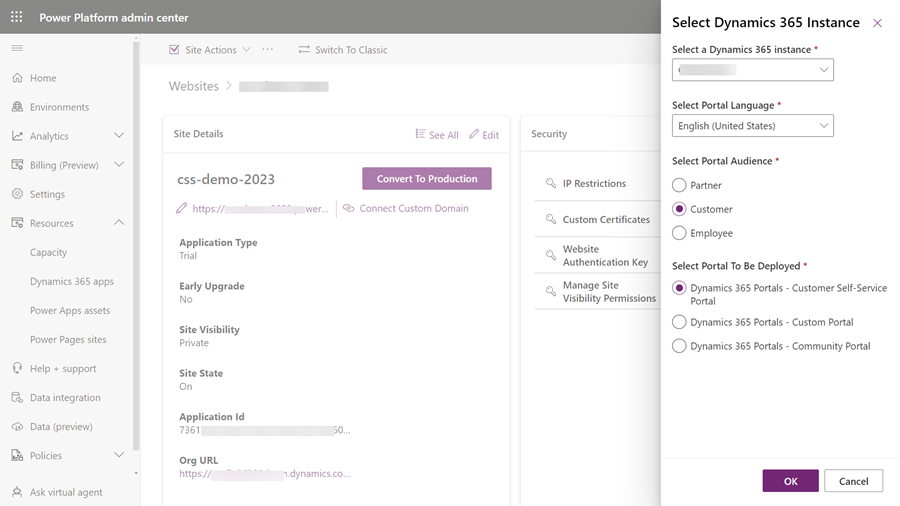 Power Platform admin center
Home
Environments
Analytics
Billing (Preview)
Settings
Resources
Capacity
Dynamics 365 apps
Power Apps assets
Power Pages sites
Help + support
Data integration
Data (preview)
Policies
Ask virtual agent
Site Actions
Switch To Classic
Websites
Site Details
See All
Edit
css-demo-2023
Convert To Production
https:// wer...
Connect Custom Domain
Application Type
Trial
Early Upgrade
No
Site Visibility
Private
Site State
On
Application Id
7361 50...
Org URL
https:// .dynamics.co...
Security
IP Restrictions
Custom Certificates
Website
Authentication Key
Manage Site
Visibility Permissions
Select Dynamics 365 Instance
Select a Dynamics 365 instance *
Select Portal Language *
English (United States)
Select Portal Audience *
Partner
Customer
Employee
Select Portal To Be Deployed *
Dynamics 365 Portals - Customer Self-Service
Portal
Dynamics 365 Portals - Custom Portal
Dynamics 365 Portals - Community Portal
OK
Cancel